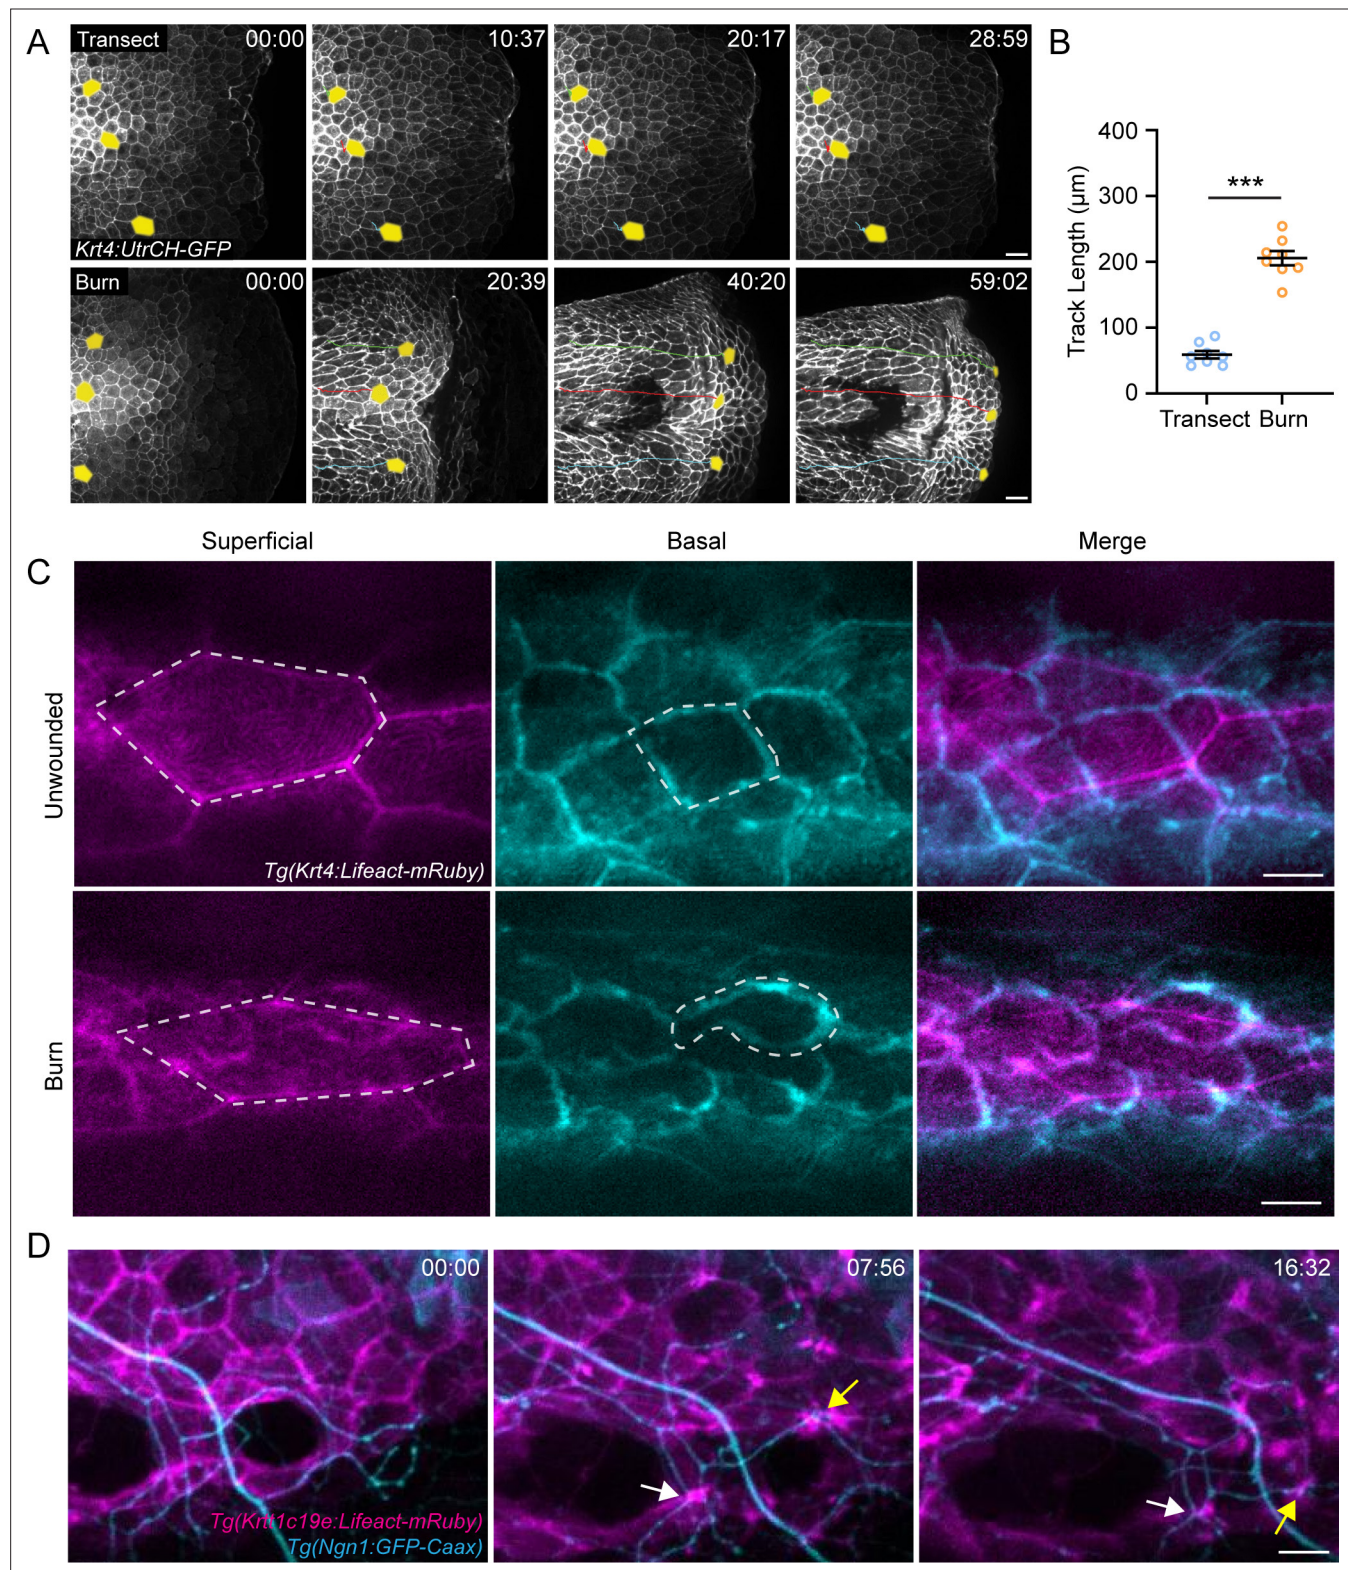 A
Transect
00:00
10:37
20:17
28:59
Krt4:UtrCH-GFP
Burn
00:00
20:39
40:20
59:02
B
Track Length (µm)
400
300
200
100
0
***
Transect Burn
C
Superficial
Basal
Merge
Unwounded
Tg(Krt4:Lifeact-mRuby)
Burn
D
00:00
07:56
16:32
Tg(Krtt1c19e:Lifeact-mRuby)
Tg(Ngn1:GFP-Caax)